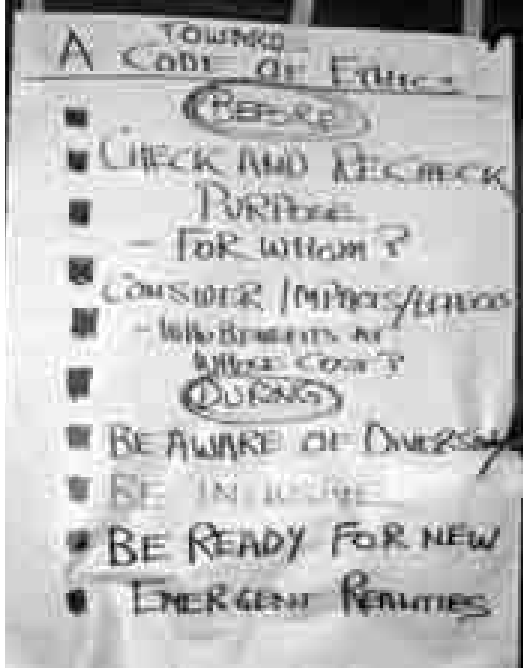 TOWARD
A CODE OF ETHICS
BEFORE
CHECK AND RECHECK
PURPOSE
- FOR WHOM?
CONSIDER / IMPACTS /
- WHO BENEFITS AT
WHOSE COST?
DURING
BE AWARE OF DIVERSITY
BE INCLUSIVE
BE READY FOR NEW
EMERGENT REALITIES